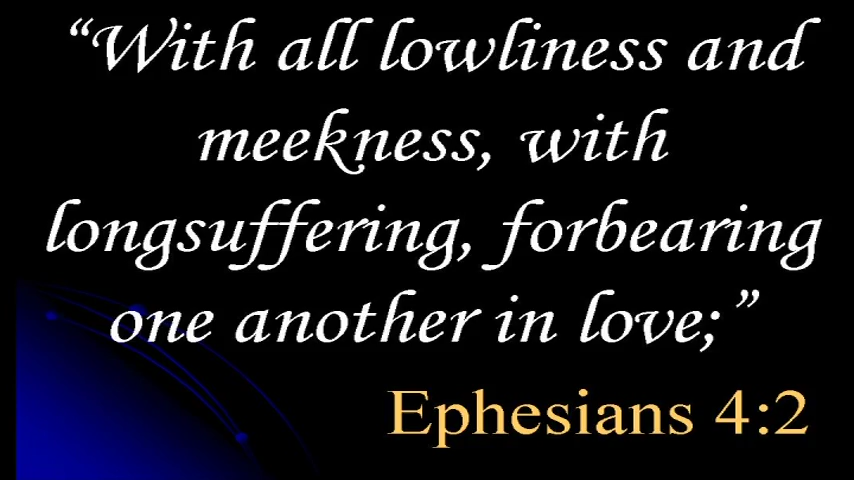 “With all lowliness and
meekness, with
longsuffering, forbearing
one another in love;”
Ephesians 4:2